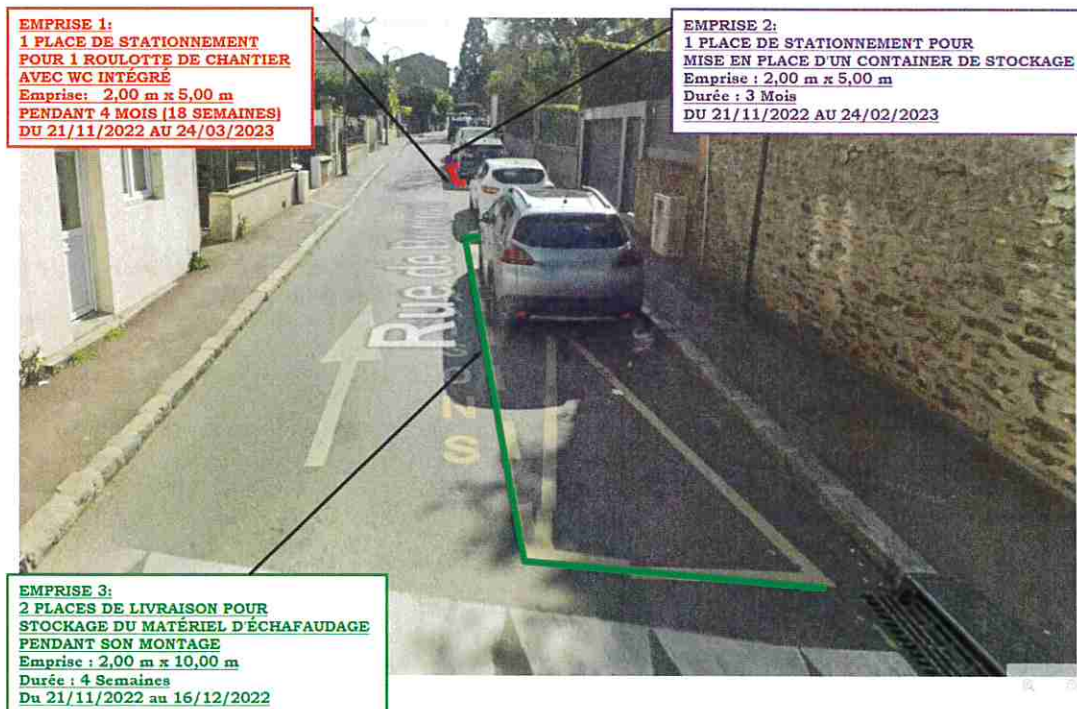 EMPRISE 1:
1 PLACE DE STATIONNEMENT
POUR 1 ROULOTTE DE CHANTIER
AVEC WC INTÉGRÉ
Emprise: 2,00 m x 5,00 m
PENDANT 4 MOIS (18 SEMAINES)
DU 21/11/2022 AU 24/03/2023
EMPRISE 2:
1 PLACE DE STATIONNEMENT POUR
MISE EN PLACE D'UN CONTAINER DE STOCKAGE
Emprise : 2,00 m x 5,00 m
Durée : 3 Mois
DU 21/11/2022 AU 24/02/2023
Rue de
EMPRISE 3:
2 PLACES DE LIVRAISON POUR
STOCKAGE DU MATÉRIEL D'ÉCHAFAUDAGE
PENDANT SON MONTAGE
Emprise : 2,00 m x 10,00 m
Durée : 4 Semaines
Du 21/11/2022 au 16/12/2022